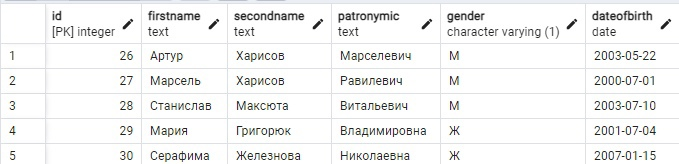 id firstname secondname patronymic gender dateofbirth
[PK] integer text text text character varying (1) date
1 26 Артур Харисов Марселевич М 2003-05-22
2 27 Марсель Харисов Равилевич М 2000-07-01
3 28 Станислав Максюта Витальевич М 2003-07-10
4 29 Мария Григорюк Владимировна Ж 2001-07-04
5 30 Серафима Железнова Николаевна Ж 2007-01-15